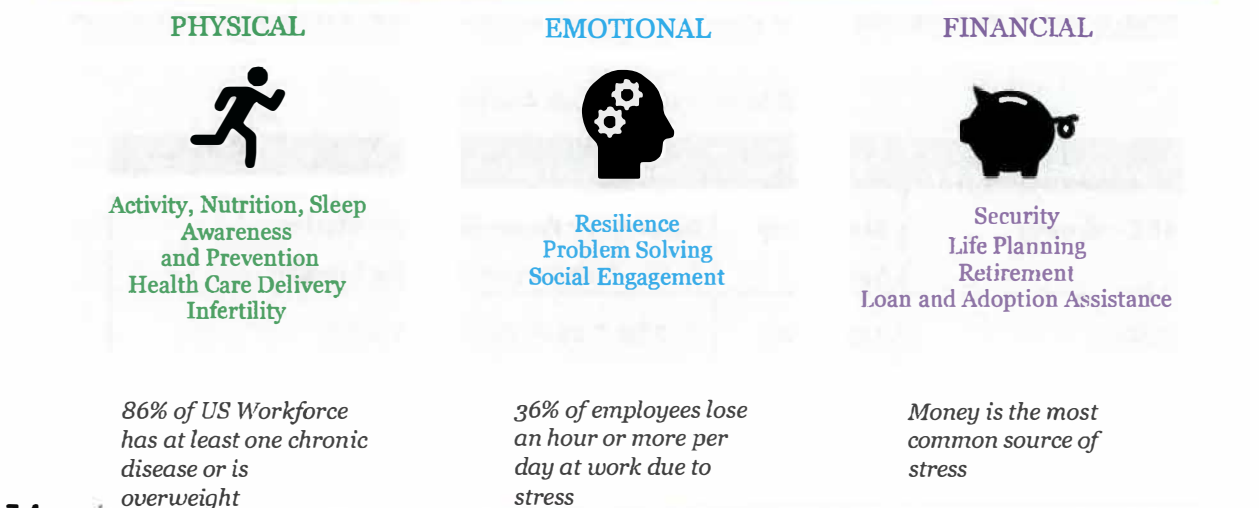 PHYSICAL
Activity, Nutrition, Sleep
Awareness
and Prevention
Health Care Delivery
Infertility
86% of US Workforce
has at least one chronic
disease or is
overweight
EMOTIONAL
Resilience
Problem Solving
Social Engagement
36% of employees lose
an hour or more per
day at work due to
stress
FINANCIAL
Security
Life Planning
Retirement
Loan and Adoption Assistance
Money is the most
common source of
stress